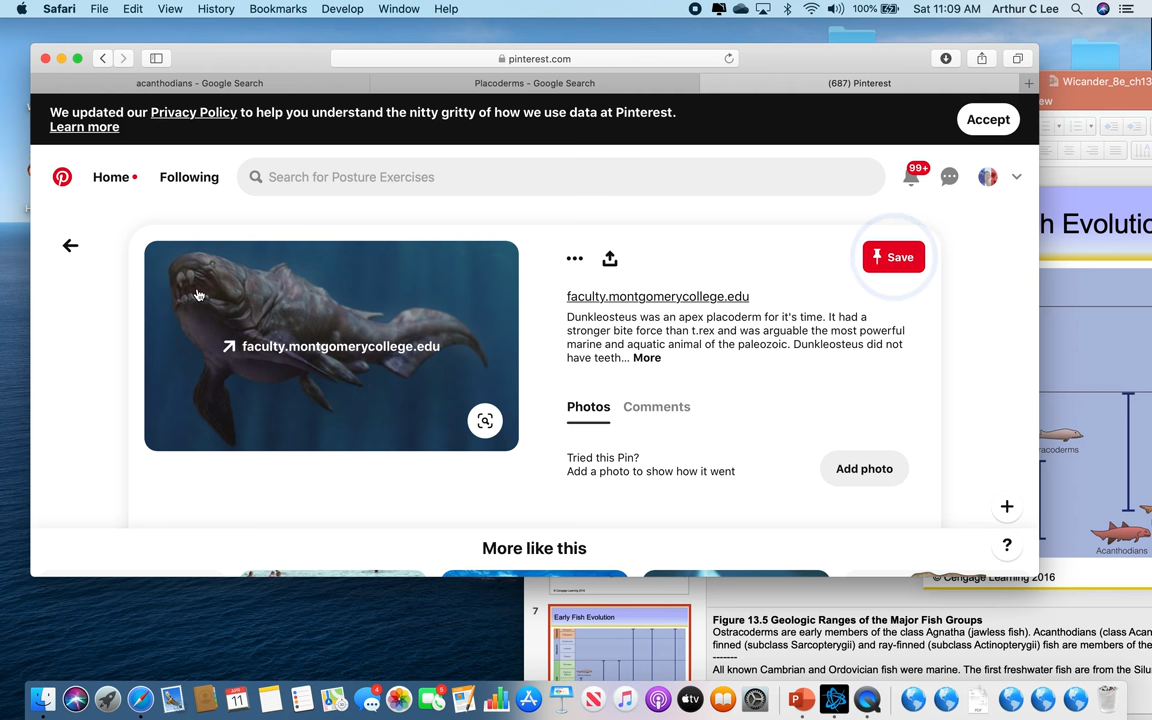 Safari File Edit View History Bookmarks Develop Window Help 100% Sat 11:09 AM Arthur C Lee
pinterest.com
acanthodians - Google Search Placoderms - Google Search (687) Pinterest
Wicander_8e_ch13
We updated our Privacy Policy to help you understand the nitty gritty of how we use data at Pinterest.
Learn more
Accept
Home Following Search for Posture Exercises 99+
h Evolutio
Save
faculty.montgomerycollege.edu
Dunkleosteus was an apex placoderm for it's time. It had a
stronger bite force than t.rex and was arguable the most powerful
marine and aquatic animal of the paleozoic. Dunkleosteus did not
have teeth... More
faculty.montgomerycollege.edu
Photos Comments
Tried this Pin?
Add a photo to show how it went
Add photo
racoderms
Acanthodians
More like this
© Cengage Learning 2016
7
Early Fish Evolution
Figure 13.5 Geologic Ranges of the Major Fish Groups
Ostracoderms are early members of the class Agnatha (jawless fish). Acanthodians (class Acan
finned (subclass Sarcopterygii) and ray-finned (subclass Actinopterygii) fish are members of the
-------
All known Cambrian and Ordovician fish were marine. The first freshwater fish are from the Silu